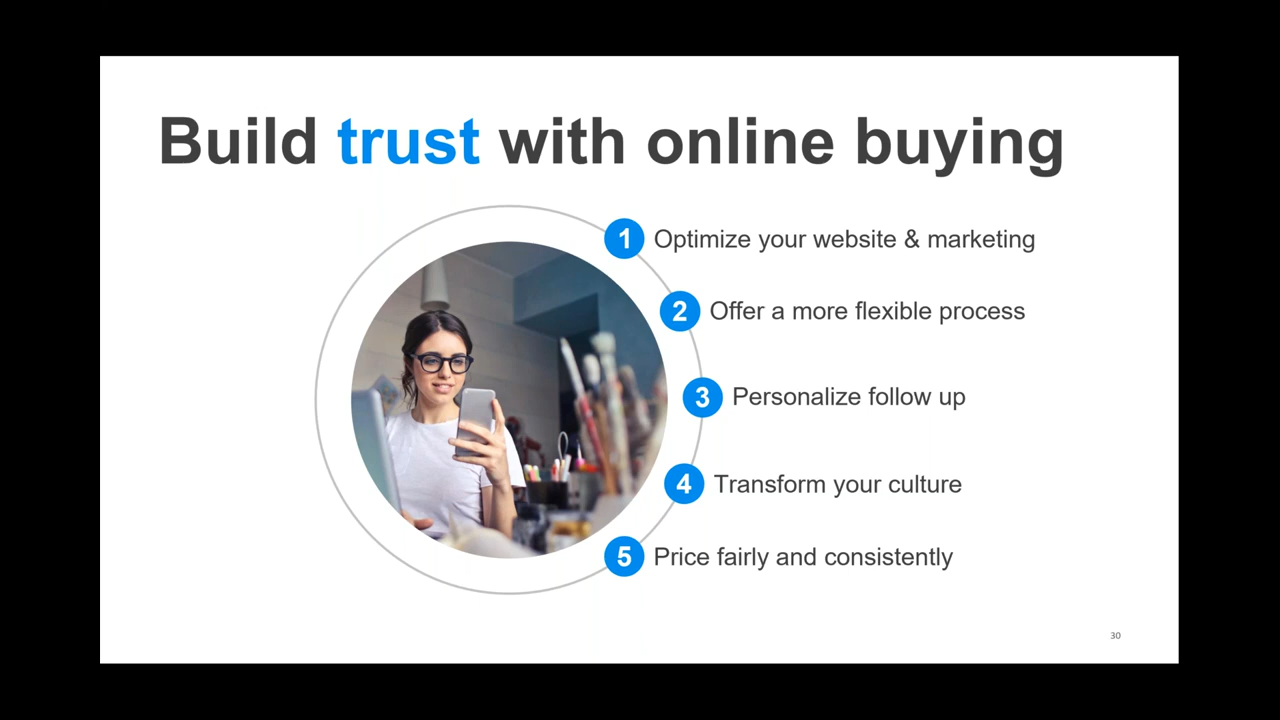 Build trust with online buying
1 Optimize your website & marketing
2 Offer a more flexible process
3 Personalize follow up
4 Transform your culture
5 Price fairly and consistently
30